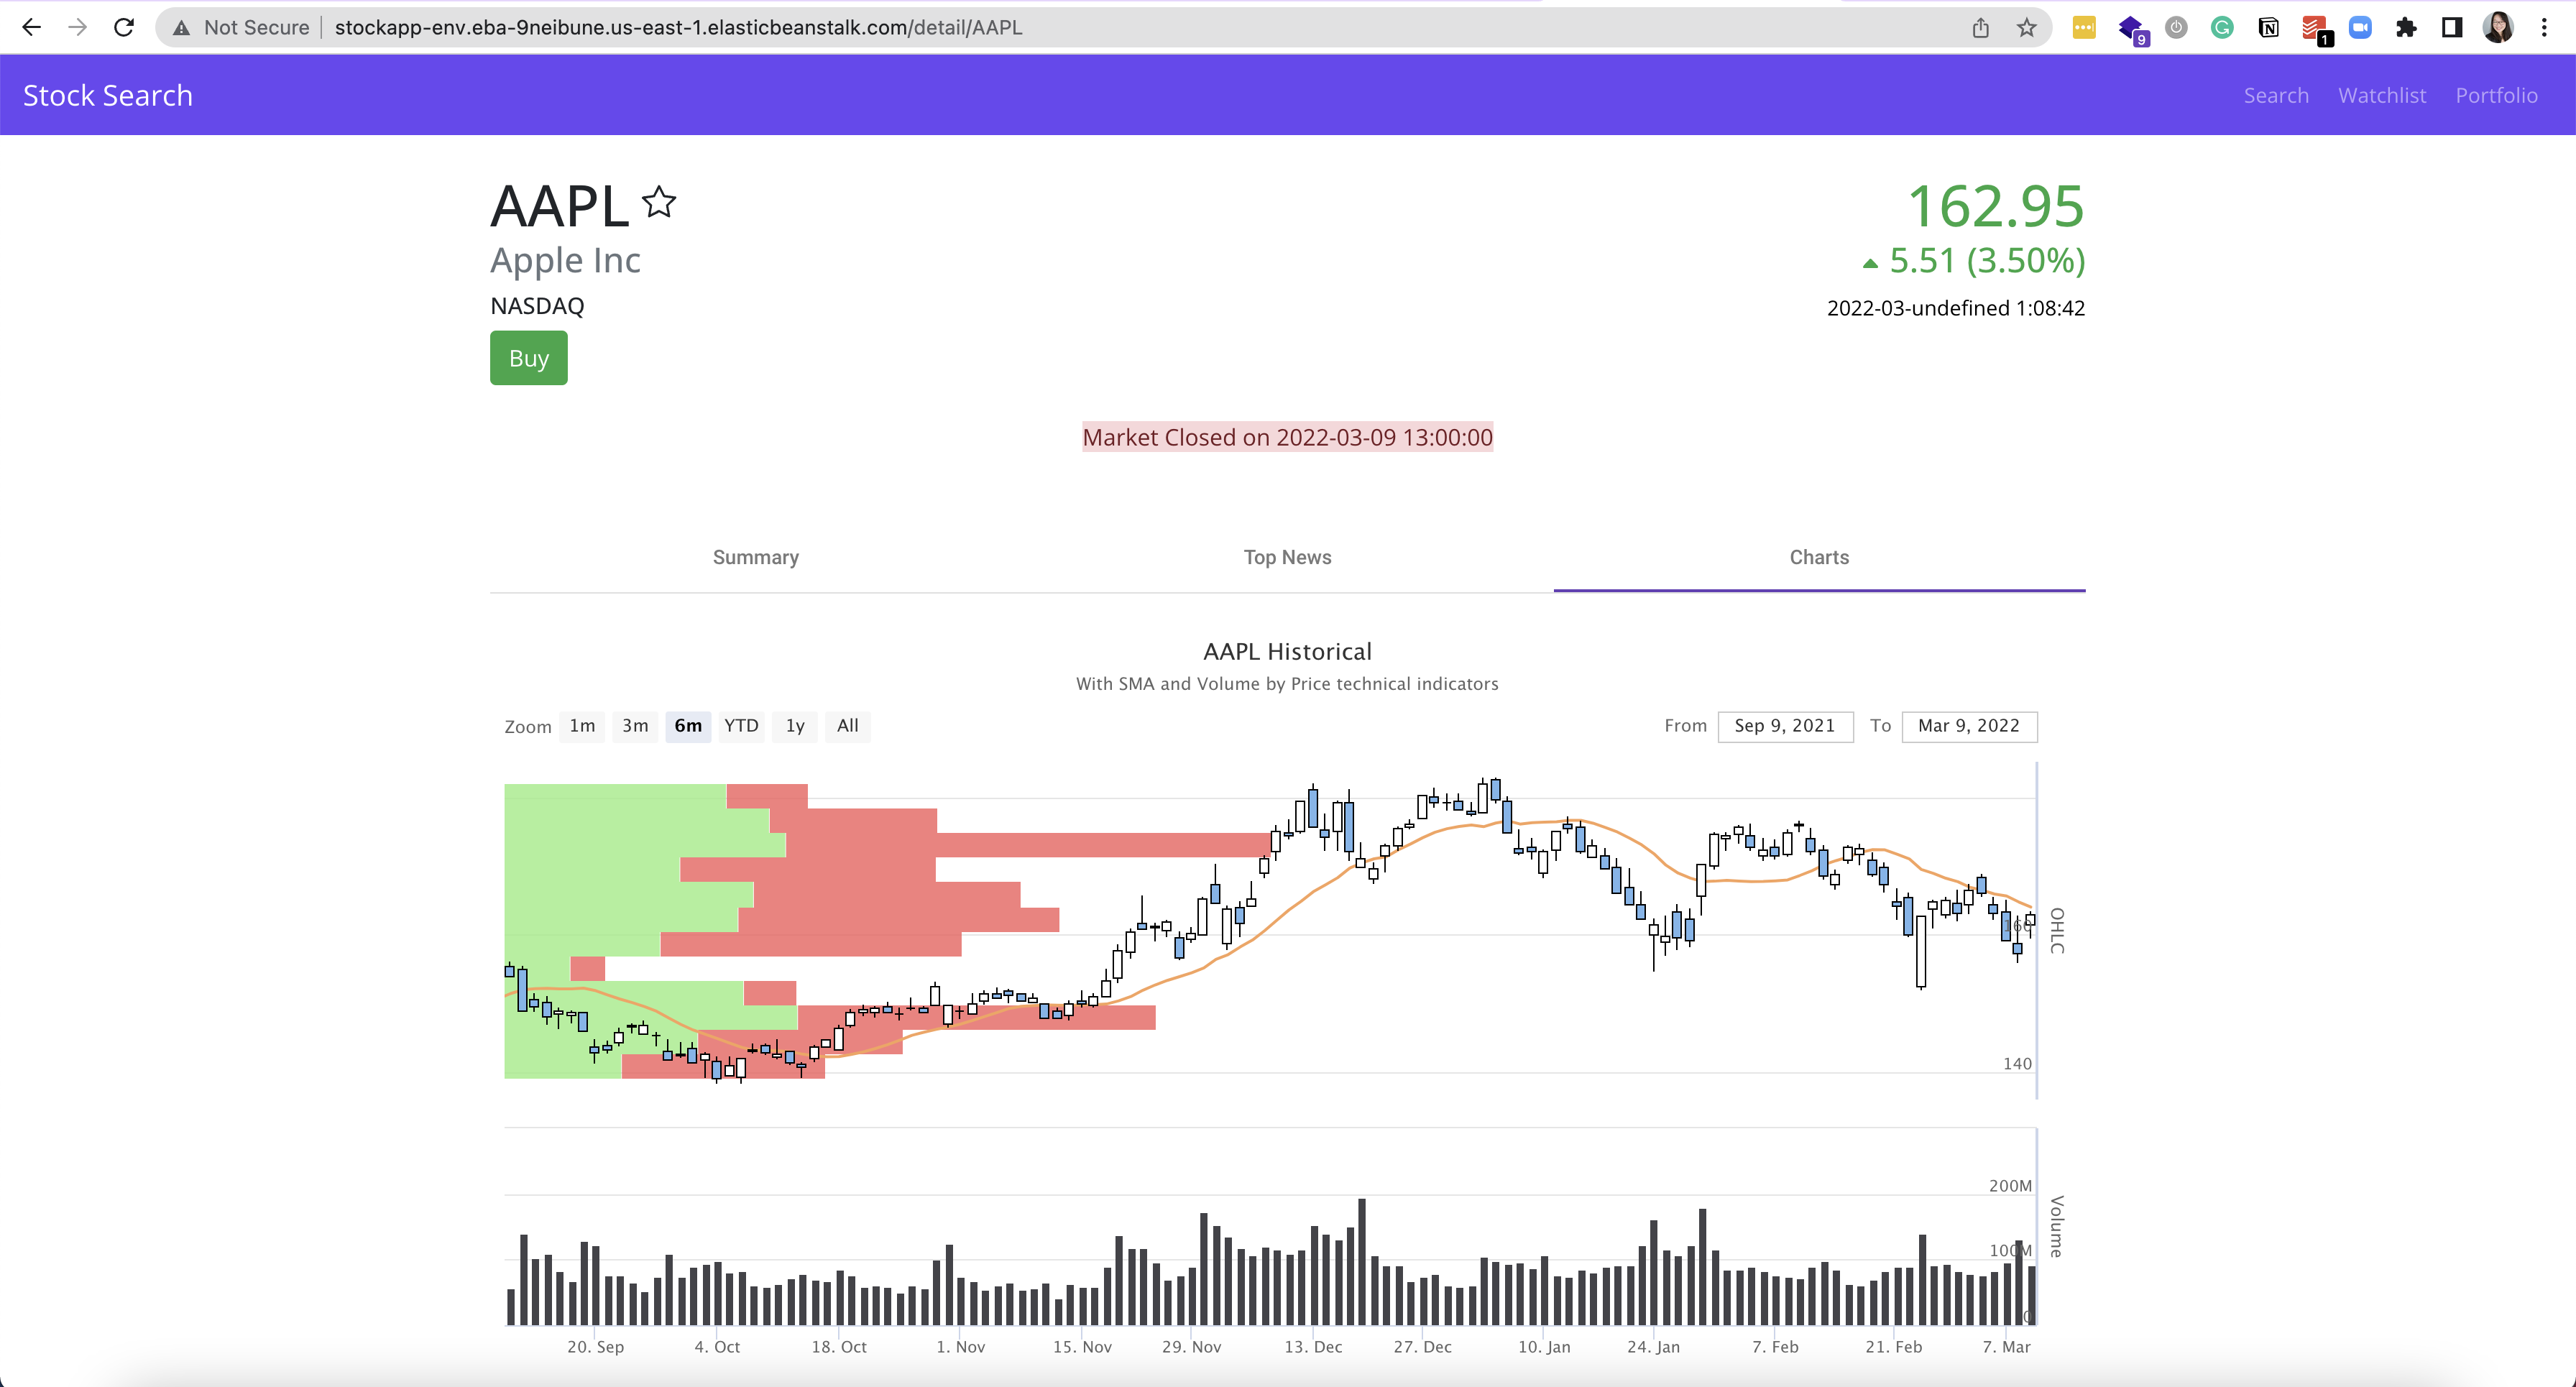 Not Secure | stockapp-env.eba-9neibune.us-east-1.elasticbeanstalk.com/detail/AAPL
9
1
Stock Search
Search Watchlist Portfolio
AAPL
162.95
Apple Inc
5.51 (3.50%)
NASDAQ
2022-03-undefined 1:08:42
Buy
Market Closed on 2022-03-09 13:00:00
Summary Top News Charts
AAPL Historical
With SMA and Volume by Price technical indicators
Zoom 1m 3m 6m YTD 1y All From Sep 9, 2021 To Mar 9, 2022
160
OHLC
140
200M
Volume
100M
0
20. Sep 4. Oct 18. Oct 1. Nov 15. Nov 29. Nov 13. Dec 27. Dec 10. Jan 24. Jan 7. Feb 21. Feb 7. Mar